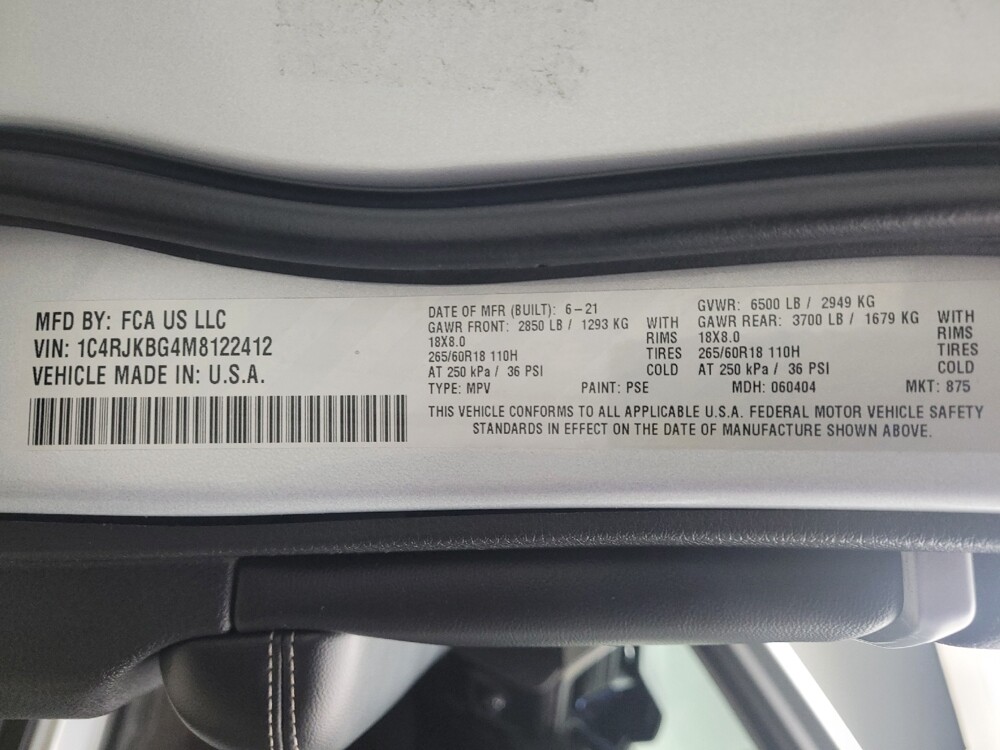 MFD BY: FCA US LLC
VIN: 1C4RJKBG4M8122412
VEHICLE MADE IN: U.S.A.
DATE OF MFR (BUILT): 6-21
GAWR FRONT: 2850 LB / 1293 KG WITH
18X8.0 RIMS
265/60R18 110H TIRES
AT 250 kPa / 36 PSI COLD
GVWR: 6500 LB / 2949 KG
GAWR REAR: 3700 LB / 1679 KG WITH
18X8.0 RIMS
265/60R18 110H TIRES
AT 250 kPa / 36 PSI COLD
TYPE: MPV PAINT: PSE MDH: 060404 MKT: 875
THIS VEHICLE CONFORMS TO ALL APPLICABLE U.S.A. FEDERAL MOTOR VEHICLE SAFETY
STANDARDS IN EFFECT ON THE DATE OF MANUFACTURE SHOWN ABOVE.